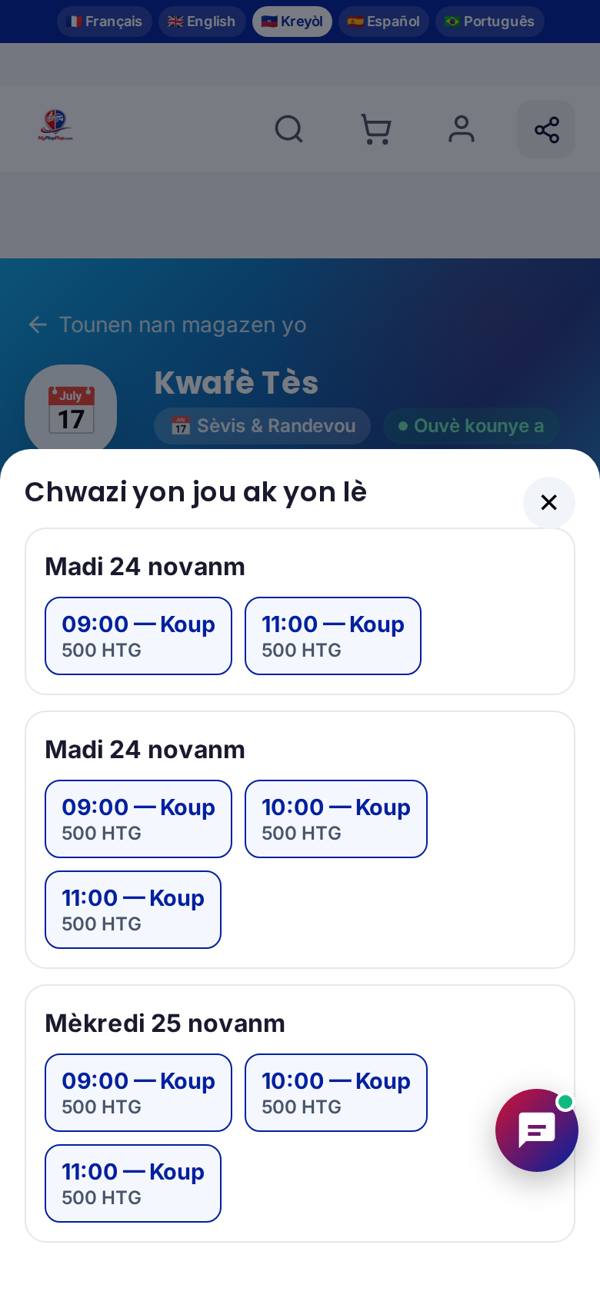 🇫🇷 Français 🇬🇧 English 🇭🇹 Kreyòl 🇪🇸 Español 🇧🇷 Português
← Tounen nan magazen yo
July
17
Kwafè Tès
📅 Sèvis & Randevou
Ouvè kounye a
Chwazi yon jou ak yon lè
✕
Madi 24 novanm
09:00 — Koup
500 HTG
11:00 — Koup
500 HTG
Madi 24 novanm
09:00 — Koup
500 HTG
10:00 — Koup
500 HTG
11:00 — Koup
500 HTG
Mèkredi 25 novanm
09:00 — Koup
500 HTG
10:00 — Koup
500 HTG
11:00 — Koup
500 HTG